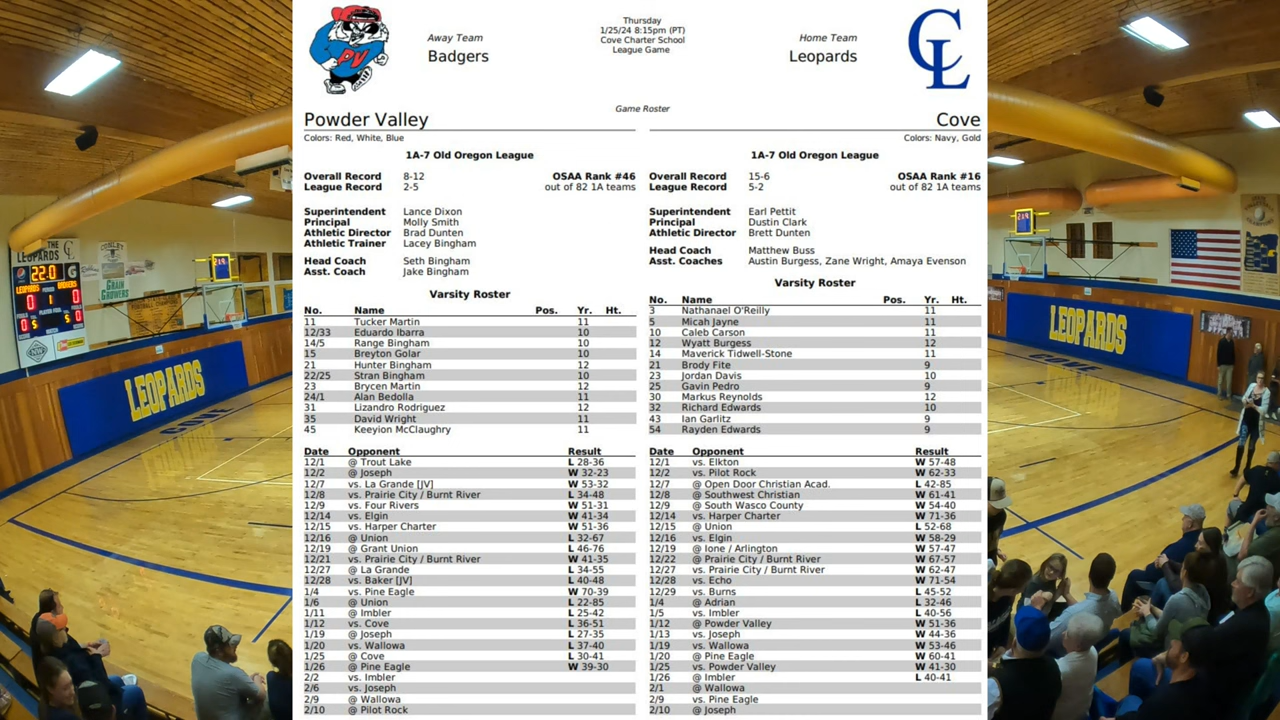 Away Team
Badgers
Thursday
1/25/24 8:15pm (PT)
Cove Charter School
League Game
Home Team
Leopards
PV
CL
Game Roster
Powder Valley
Colors: Red, White, Blue
1A-7 Old Oregon League
Overall Record 8-12 OSAA Rank #46
League Record 2-5 out of 82 1A teams
Superintendent Lance Dixon
Principal Molly Smith
Athletic Director Brad Dunten
Athletic Trainer Lacey Bingham
Head Coach Seth Bingham
Asst. Coach Jake Bingham
Varsity Roster
No. Name Pos. Yr. Ht.
11 Tucker Martin 11
12/33 Eduardo Ibarra 10
14/5 Range Bingham 10
15 Breyton Golar 10
21 Hunter Bingham 12
22/25 Stran Bingham 10
23 Brycen Martin 12
24/1 Alan Bedolla 11
31 Lizandro Rodriguez 12
35 David Wright 11
45 Keeyion McClaughry 11
Date Opponent Result
12/1 @ Trout Lake L 28-36
12/2 @ Joseph W 32-23
12/7 vs. La Grande [JV] W 53-32
12/8 vs. Prairie City / Burnt River L 34-48
12/9 vs. Four Rivers W 51-31
12/14 vs. Elgin W 41-34
12/15 vs. Harper Charter W 51-36
12/16 @ Union L 32-67
12/19 @ Grant Union L 46-76
12/21 vs. Prairie City / Burnt River W 41-35
12/27 @ La Grande L 34-55
12/28 vs. Baker [JV] L 40-48
1/4 vs. Pine Eagle W 70-39
1/6 @ Union L 22-85
1/11 @ Imbler L 25-42
1/12 vs. Cove L 36-51
1/19 @ Joseph L 27-35
1/20 vs. Wallowa L 37-40
1/25 @ Cove L 30-41
1/26 @ Pine Eagle W 39-30
2/2 vs. Imbler
2/6 vs. Joseph
2/9 @ Wallowa
2/10 @ Pilot Rock
Cove
Colors: Navy, Gold
1A-7 Old Oregon League
Overall Record 15-6 OSAA Rank #16
League Record 5-2 out of 82 1A teams
Superintendent Earl Pettit
Principal Dustin Clark
Athletic Director Brett Dunten
Head Coach Matthew Buss
Asst. Coaches Austin Burgess, Zane Wright, Amaya Evenson
Varsity Roster
No. Name Pos. Yr. Ht.
3 Nathanael O'Reilly 11
5 Micah Jayne 11
10 Caleb Carson 11
12 Wyatt Burgess 12
14 Maverick Tidwell-Stone 11
21 Brody Fite 9
23 Jordan Davis 10
25 Gavin Pedro 9
30 Markus Reynolds 12
32 Richard Edwards 10
43 Ian Garlitz 9
54 Rayden Edwards 9
Date Opponent Result
12/1 vs. Elkton W 57-48
12/2 vs. Pilot Rock W 62-33
12/7 @ Open Door Christian Acad. L 42-85
12/8 @ Southwest Christian W 61-41
12/9 @ South Wasco County W 54-40
12/14 vs. Harper Charter W 71-36
12/15 @ Union L 52-68
12/16 vs. Elgin W 58-29
12/19 @ Ione / Arlington W 57-47
12/22 @ Prairie City / Burnt River W 67-57
12/27 vs. Prairie City / Burnt River W 62-47
12/28 vs. Echo W 71-54
12/29 vs. Burns L 45-52
1/4 @ Adrian L 32-46
1/5 vs. Imbler L 40-56
1/12 @ Powder Valley W 51-36
1/13 vs. Joseph W 44-36
1/19 vs. Wallowa W 53-46
1/20 @ Pine Eagle W 60-41
1/25 vs. Powder Valley W 41-30
1/26 @ Imbler L 40-41
2/1 @ Wallowa
2/9 vs. Pine Eagle
2/10 @ Joseph
THE
LEOPARDS
CL
22.0
LEOPARDS BADGERS
0 1 0
5 5
GRAIN
GROWERS
LEOPARDS
COVE
LEOPARDS
COVE